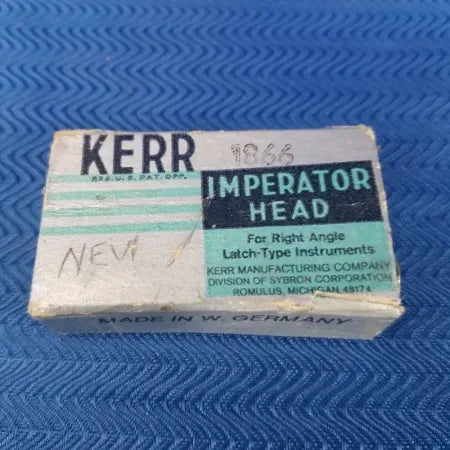 KERR
REG. U. S. PAT. OFF.
1866
IMPERATOR
HEAD
For Right Angle
Latch-Type Instruments
KERR MANUFACTURING COMPANY
DIVISION OF SYBRON CORPORATION
ROMULUS, MICHIGAN 48174
NEW
MADE IN W. GERMANY